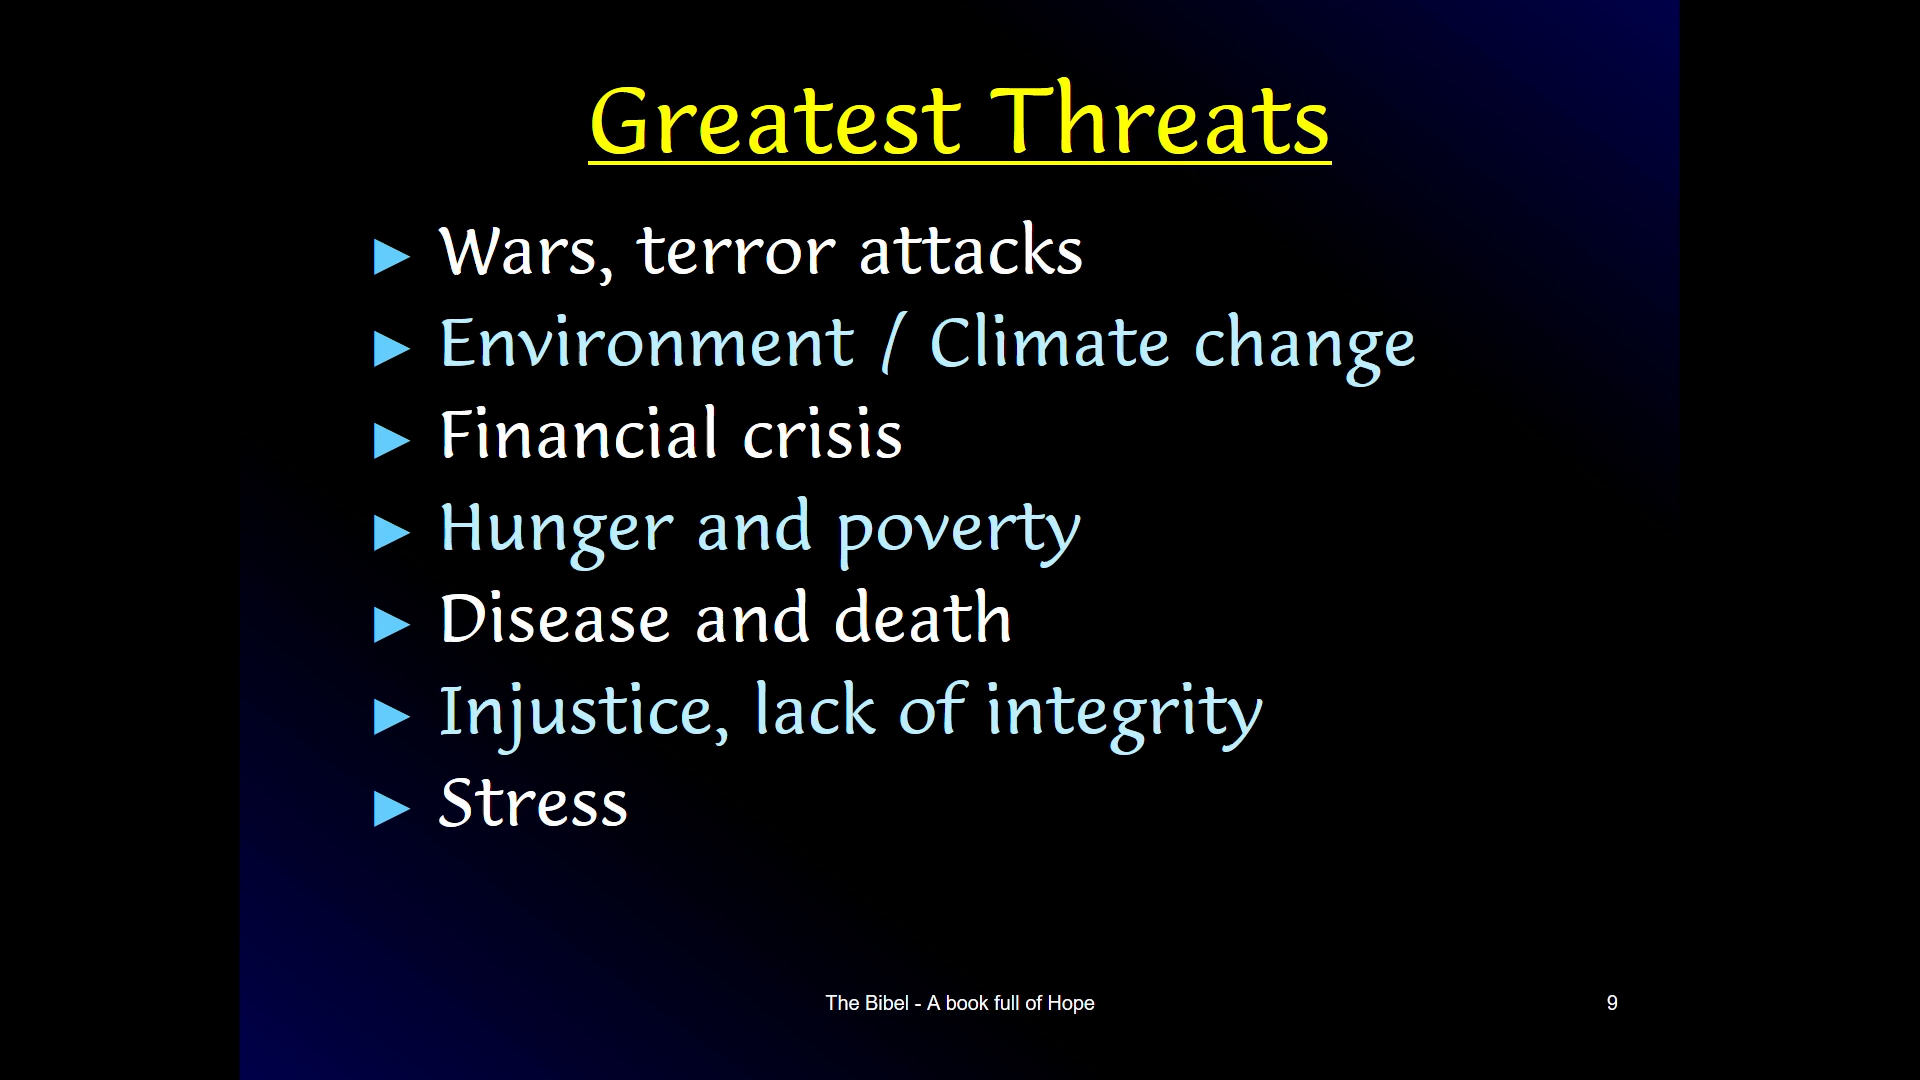 Greatest Threats
► Wars, terror attacks
► Environment / Climate change
► Financial crisis
► Hunger and poverty
► Disease and death
► Injustice, lack of integrity
► Stress
The Bibel - A book full of Hope
9